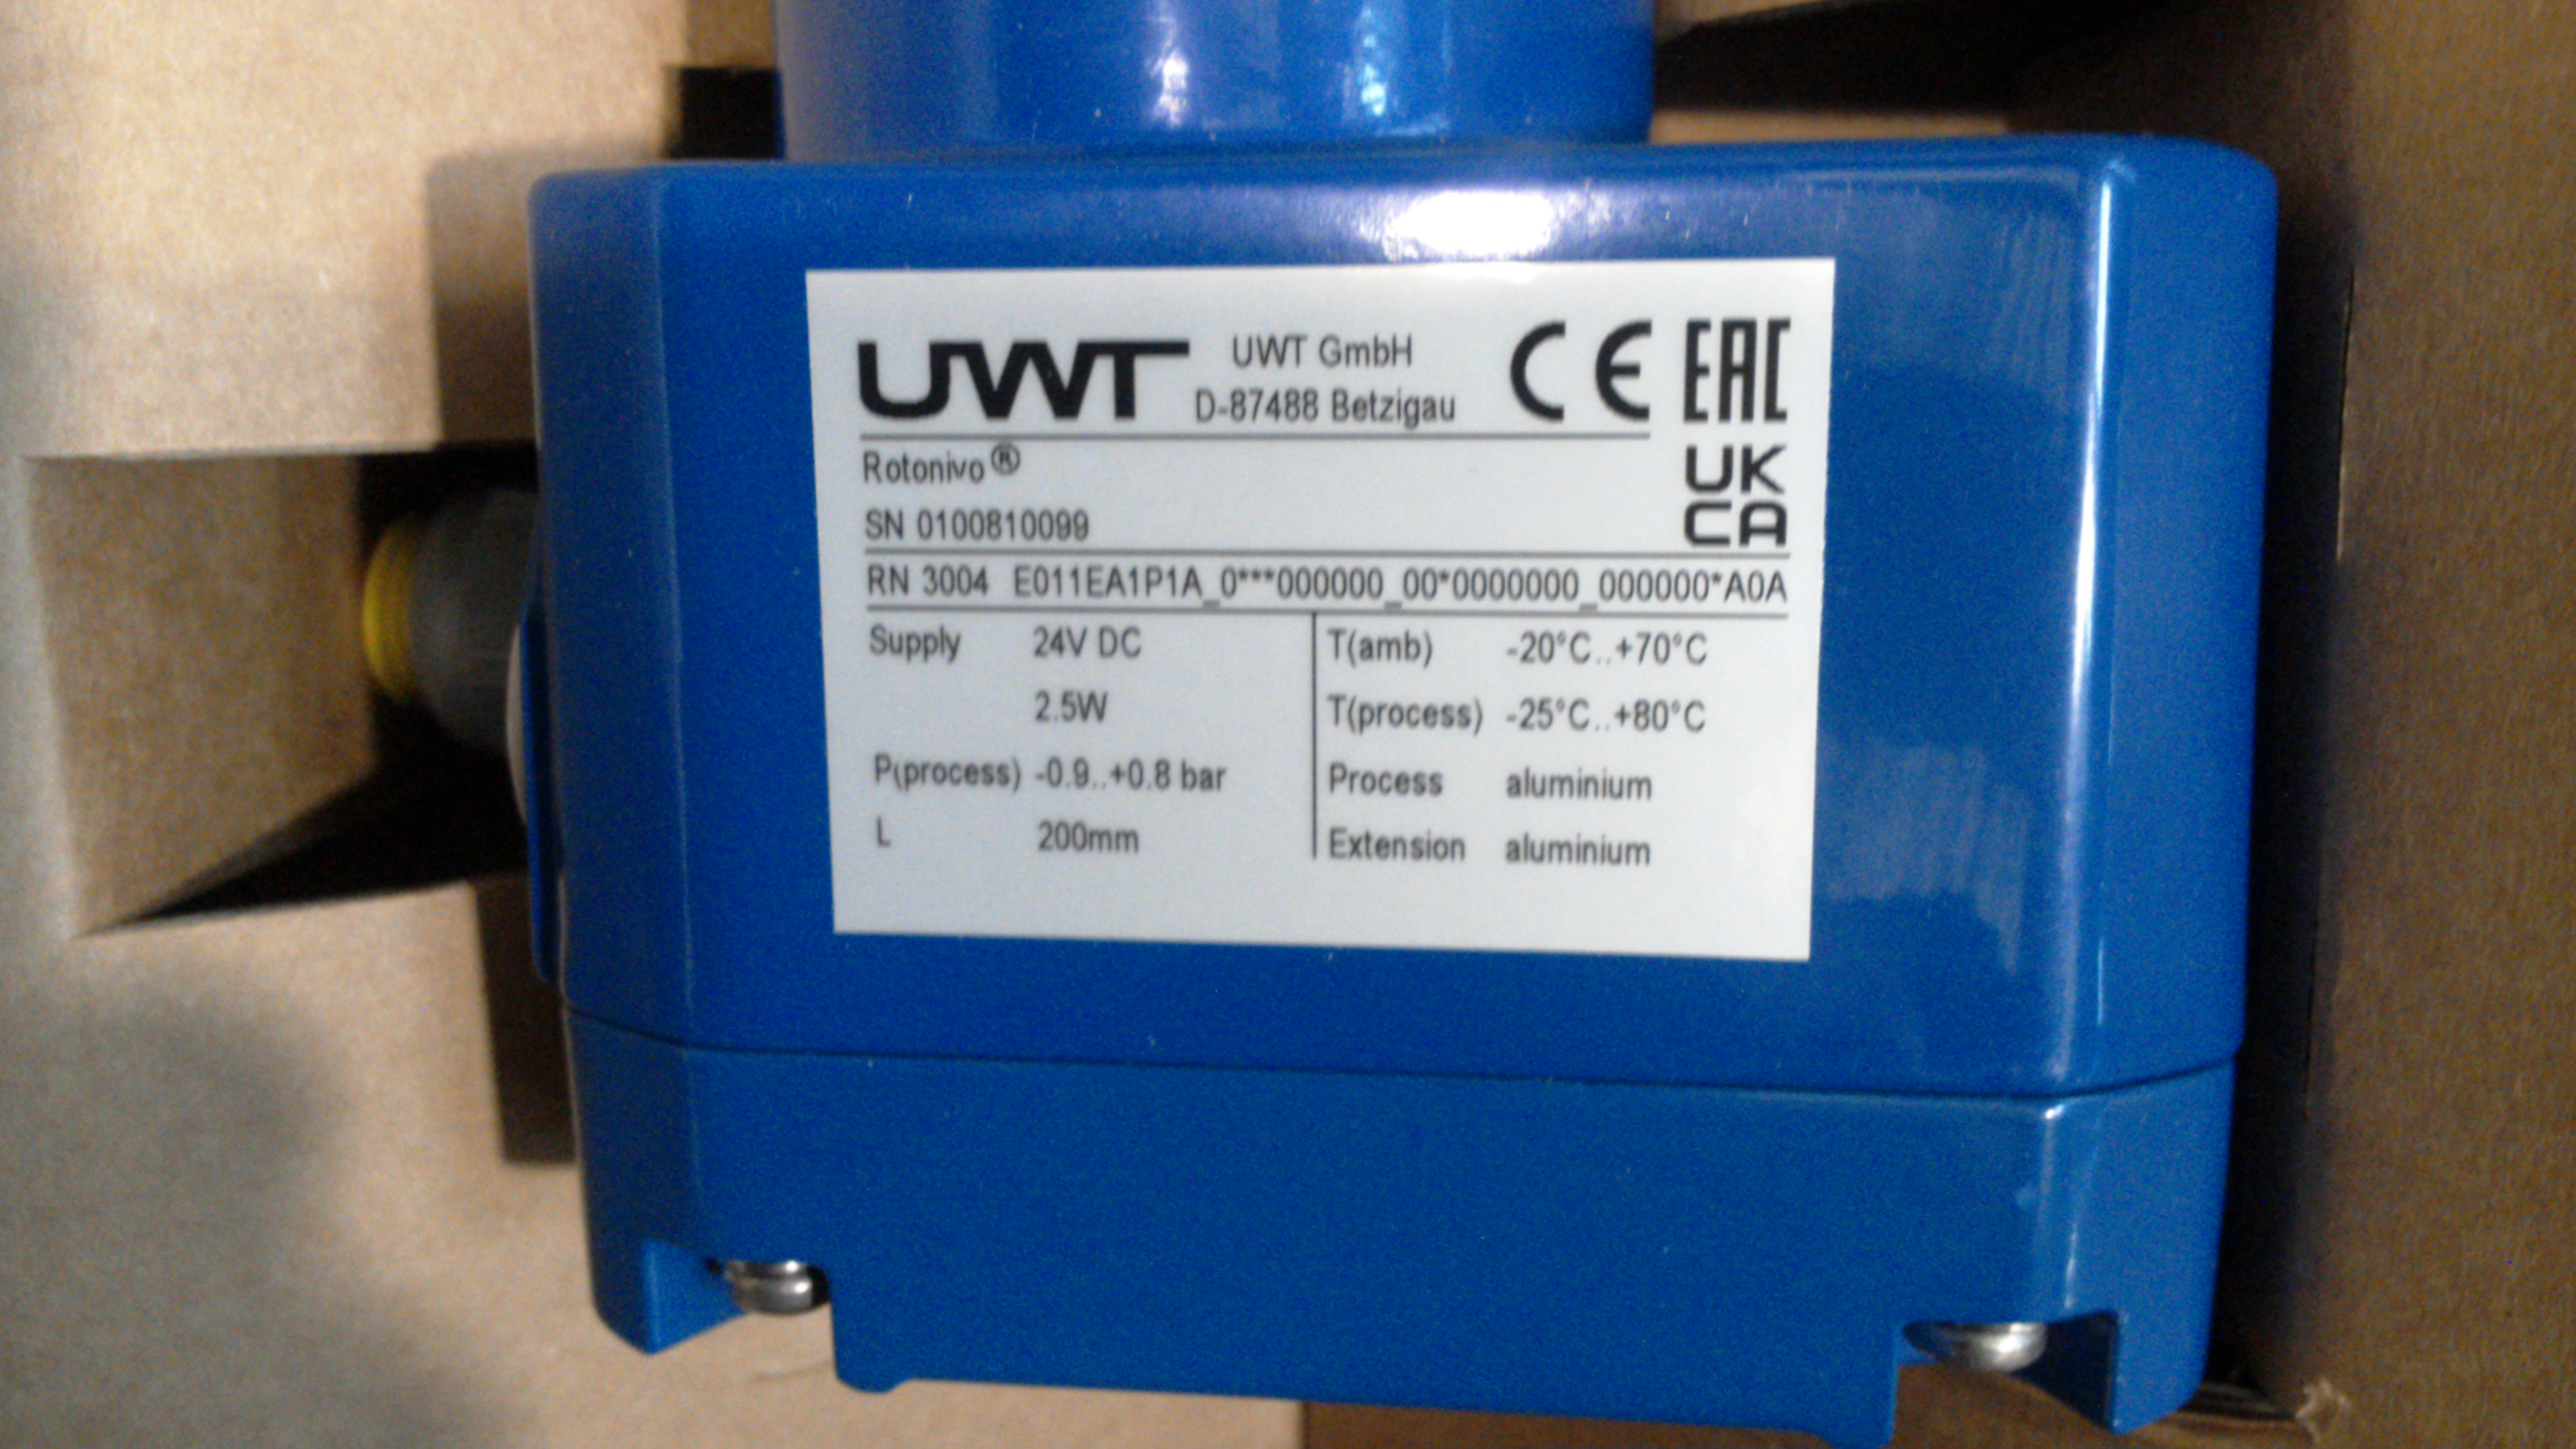 UWT UWT GmbH CE EAC
D-87488 Betzigau
Rotonivo® UK
SN 0100810099 CA
RN 3004 E011EA1P1A_0***000000_00*0000000_000000*A0A
Supply 24V DC T(amb) -20°C..+70°C
2.5W T(process) -25°C..+80°C
P(process) -0.9..+0.8 bar Process aluminium
L 200mm Extension aluminium